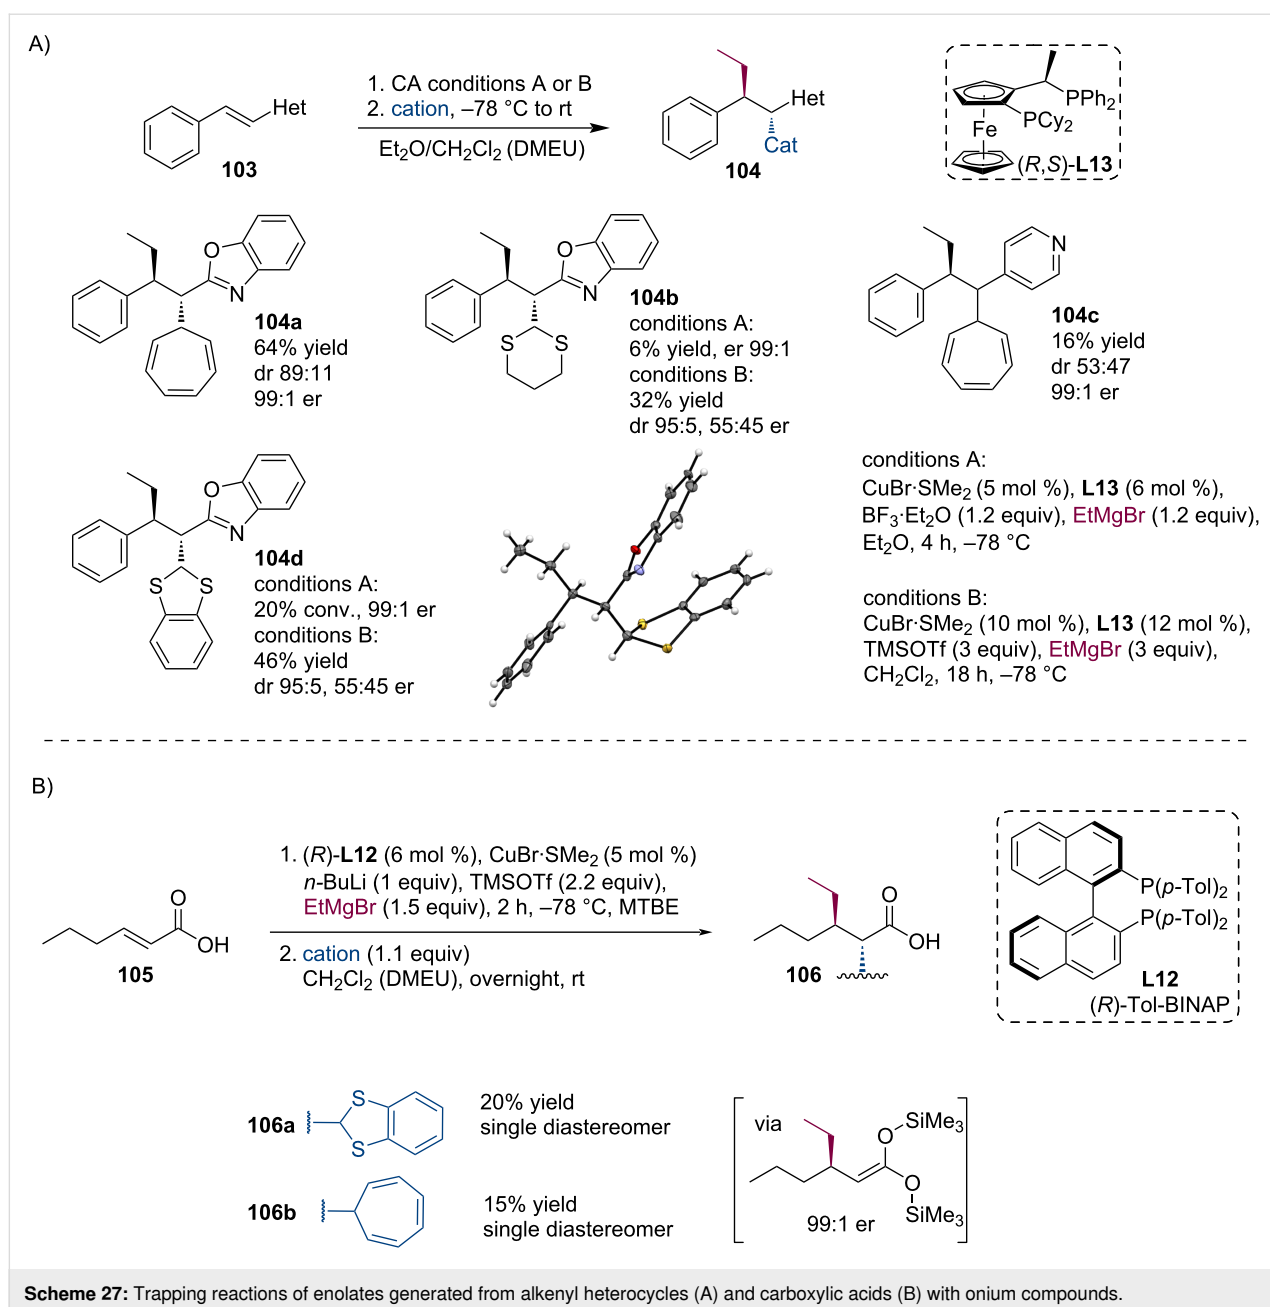 A)
Het
103
1. CA conditions A or B
2. cation, –78 °C to rt
Et2O/CH2Cl2 (DMEU)
Het
Cat
104
PPh2
PCy2
Fe
(R,S)-L13
O
N
104a
64% yield
dr 89:11
99:1 er
O
N
S S
104b
conditions A:
6% yield, er 99:1
conditions B:
32% yield
dr 95:5, 55:45 er
N
104c
16% yield
dr 53:47
99:1 er
O
N
S S
104d
conditions A:
20% conv., 99:1 er
conditions B:
46% yield
dr 95:5, 55:45 er
conditions A:
CuBr·SMe2 (5 mol %), L13 (6 mol %),
BF3·Et2O (1.2 equiv), EtMgBr (1.2 equiv),
Et2O, 4 h, –78 °C
conditions B:
CuBr·SMe2 (10 mol %), L13 (12 mol %),
TMSOTf (3 equiv), EtMgBr (3 equiv),
CH2Cl2, 18 h, –78 °C
B)
O
OH
105
1. (R)-L12 (6 mol %), CuBr·SMe2 (5 mol %)
n-BuLi (1 equiv), TMSOTf (2.2 equiv),
EtMgBr (1.5 equiv), 2 h, –78 °C, MTBE
2. cation (1.1 equiv)
CH2Cl2 (DMEU), overnight, rt
O
OH
106
P(p-Tol)2
P(p-Tol)2
L12
(R)-Tol-BINAP
106a
S
S
20% yield
single diastereomer
106b
15% yield
single diastereomer
via
O
SiMe3
O
SiMe3
99:1 er
Scheme 27: Trapping reactions of enolates generated from alkenyl heterocycles (A) and carboxylic acids (B) with onium compounds.